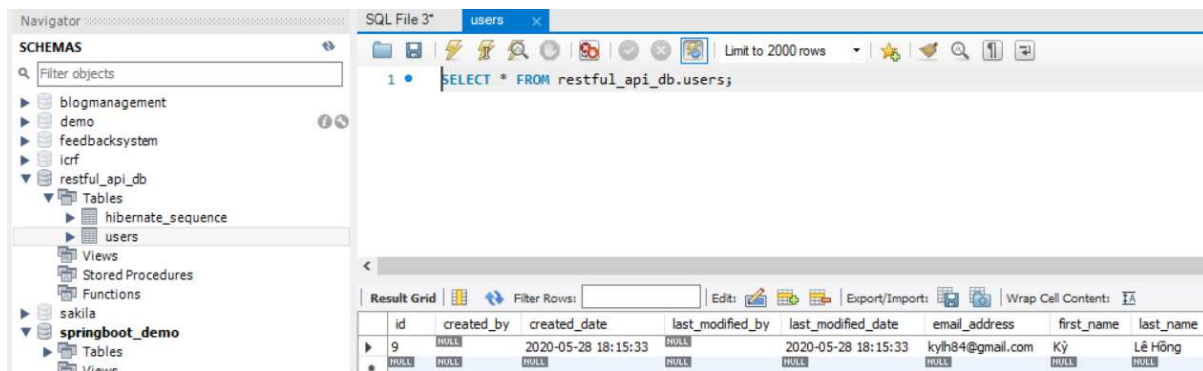 Navigator
SCHEMAS
Filter objects
blogmanagement
demo
feedbacksystem
icrf
restful_api_db
Tables
hibernate_sequence
users
Views
Stored Procedures
Functions
sakila
springboot_demo
Tables
Views
SQL File 3* users
Limit to 2000 rows
1 SELECT * FROM restful_api_db.users;
Result Grid Filter Rows: Edit: Export/Import: Wrap Cell Content: IA
id created_by created_date last_modified_by last_modified_date email_address first_name last_name
9 NULL 2020-05-28 18:15:33 NULL 2020-05-28 18:15:33 kylh84@gmail.com Kỳ Lê Hồng
NULL NULL NULL NULL NULL NULL NULL NULL